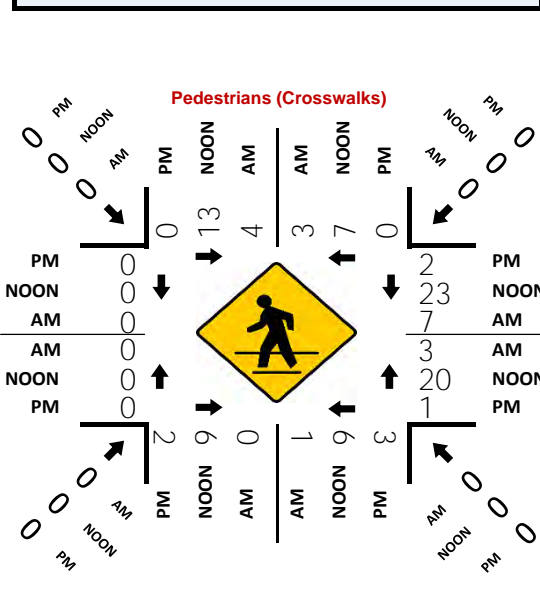 Pedestrians (Crosswalks)
PM NOON AM
0 0 0
PM NOON AM
0 13 4
AM NOON PM
3 7 0
PM NOON AM
0 0 0
PM 0
NOON 0
AM 0
AM 0
NOON 0
PM 0
2 PM
23 NOON
7 AM
3 AM
20 NOON
1 PM
2 6 0
PM NOON AM
1 6 3
AM NOON PM
0 0 0
AM NOON PM
0 0 0
AM NOON PM